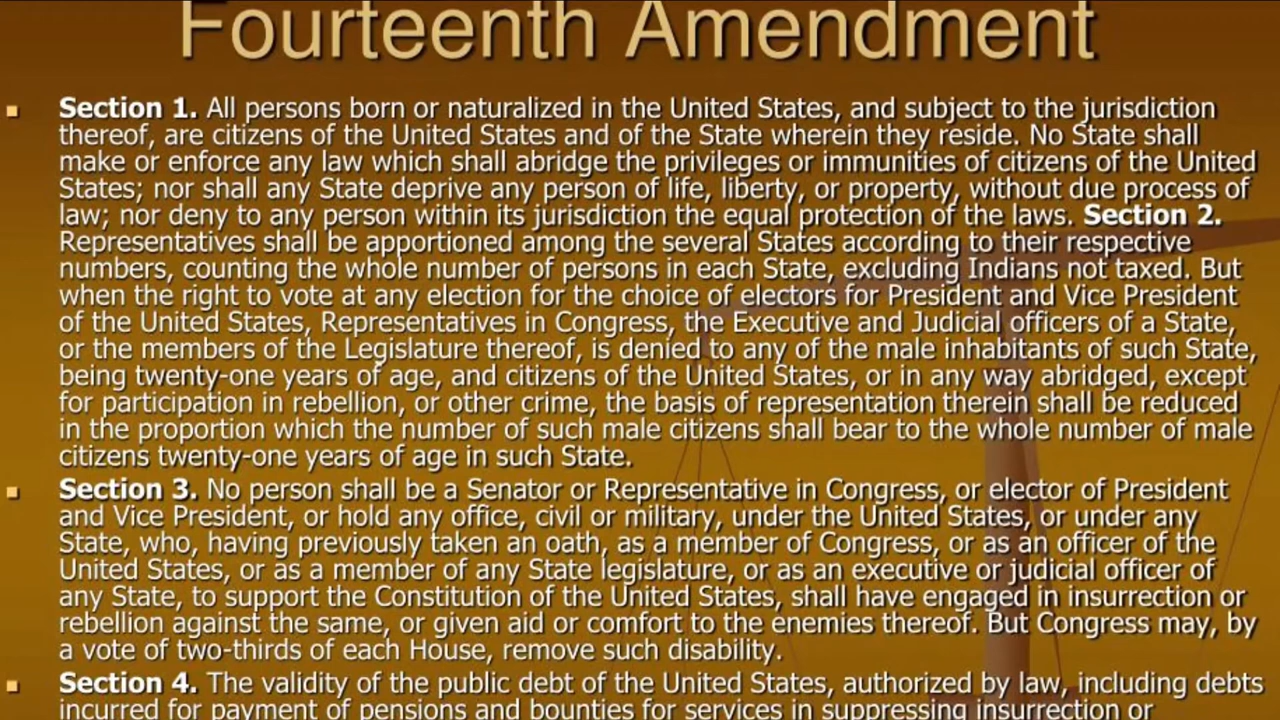 Fourteenth Amendment
Section 1. All persons born or naturalized in the United States, and subject to the jurisdiction
thereof, are citizens of the United States and of the State wherein they reside. No State shall
make or enforce any law which shall abridge the privileges or immunities of citizens of the United
States; nor shall any State deprive any person of life, liberty, or property, without due process of
law; nor deny to any person within its jurisdiction the equal protection of the laws. Section 2.
Representatives shall be apportioned among the several States according to their respective
numbers, counting the whole number of persons in each State, excluding Indians not taxed. But
when the right to vote at any election for the choice of electors for President and Vice President
of the United States, Representatives in Congress, the Executive and Judicial officers of a State,
or the members of the Legislature thereof, is denied to any of the male inhabitants of such State,
being twenty-one years of age, and citizens of the United States, or in any way abridged, except
for participation in rebellion, or other crime, the basis of representation therein shall be reduced
in the proportion which the number of such male citizens shall bear to the whole number of male
citizens twenty-one years of age in such State.
Section 3. No person shall be a Senator or Representative in Congress, or elector of President
and Vice President, or hold any office, civil or military, under the United States, or under any
State, who, having previously taken an oath, as a member of Congress, or as an officer of the
United States, or as a member of any State legislature, or as an executive or judicial officer of
any State, to support the Constitution of the United States, shall have engaged in insurrection or
rebellion against the same, or given aid or comfort to the enemies thereof. But Congress may, by
a vote of two-thirds of each House, remove such disability.
Section 4. The validity of the public debt of the United States, authorized by law, including debts
incurred for payment of pensions and bounties for services in suppressing insurrection or